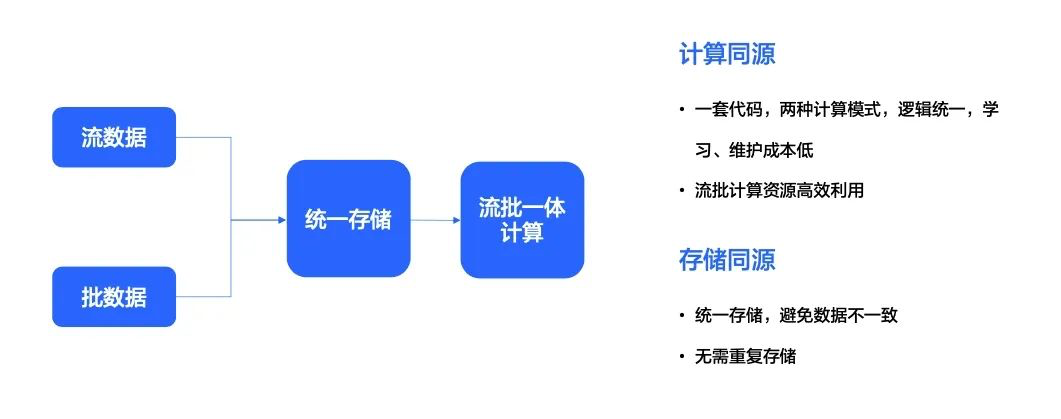 流数据
批数据
统一存储
流批一体
计算
计算同源
• 一套代码，两种计算模式，逻辑统一，学
习、维护成本低
• 流批计算资源高效利用
存储同源
• 统一存储，避免数据不一致
• 无需重复存储